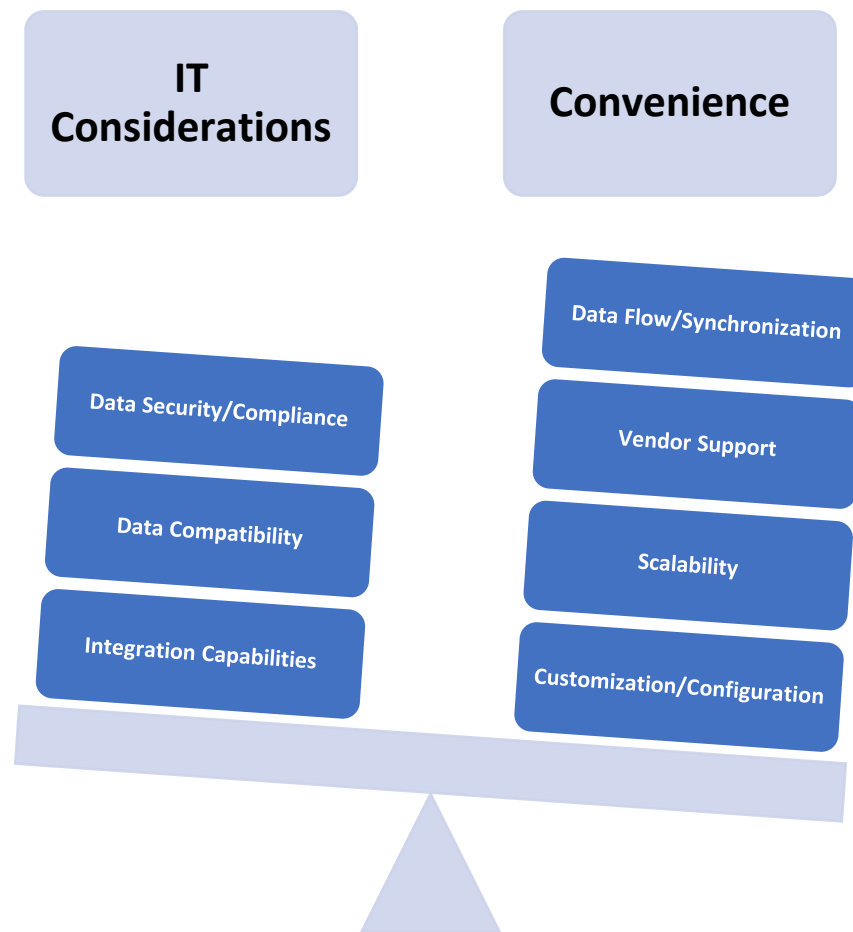 IT
Considerations
Convenience
Data Security/Compliance
Data Compatibility
Integration Capabilities
Data Flow/Synchronization
Vendor Support
Scalability
Customization/Configuration